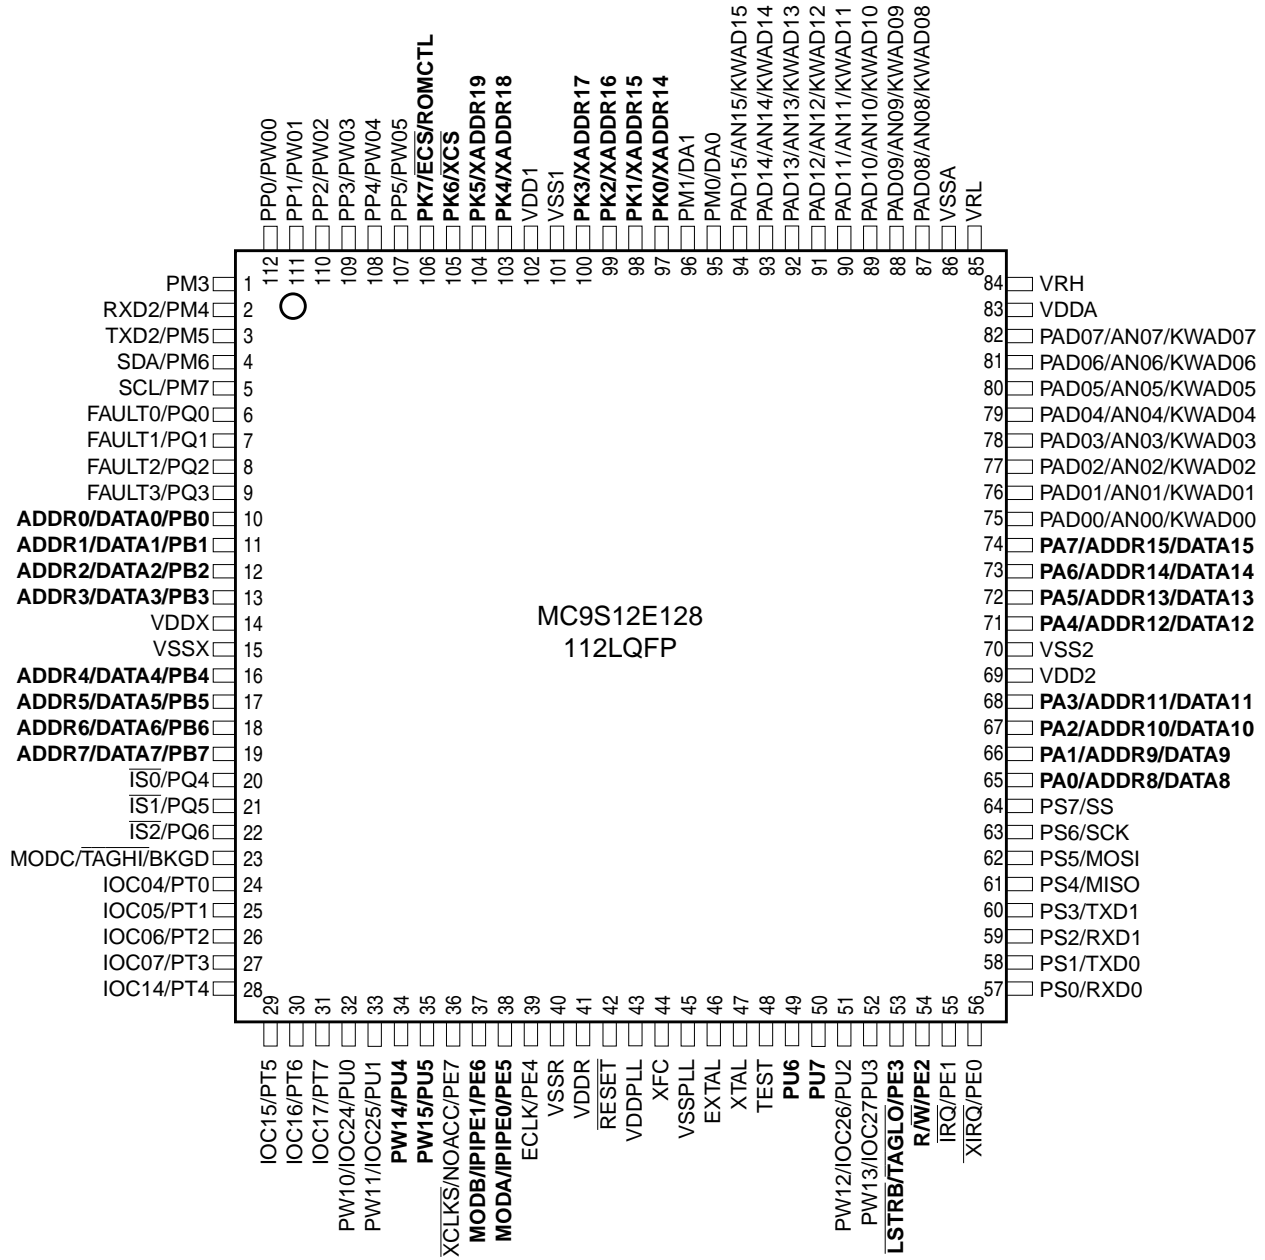 PP0/PW00
PP1/PW01
PP2/PW02
PP3/PW03
PP4/PW04
PP5/PW05
PK7/ECS/ROMCTL
PK6/XCS
PK5/XADDR19
PK4/XADDR18
VDD1
VSS1
PK3/XADDR17
PK2/XADDR16
PK1/XADDR15
PK0/XADDR14
PM1/DA1
PM0/DA0
PAD15/AN15/KWAD15
PAD14/AN14/KWAD14
PAD13/AN13/KWAD13
PAD12/AN12/KWAD12
PAD11/AN11/KWAD11
PAD10/AN10/KWAD10
PAD09/AN09/KWAD09
PAD08/AN08/KWAD08
VSSA
VRL
112
111
110
109
108
107
106
105
104
103
102
101
100
99
98
97
96
95
94
93
92
91
90
89
88
87
86
85
PM3 1
RXD2/PM4 2
TXD2/PM5 3
SDA/PM6 4
SCL/PM7 5
FAULT0/PQ0 6
FAULT1/PQ1 7
FAULT2/PQ2 8
FAULT3/PQ3 9
ADDR0/DATA0/PB0 10
ADDR1/DATA1/PB1 11
ADDR2/DATA2/PB2 12
ADDR3/DATA3/PB3 13
VDDX 14
VSSX 15
ADDR4/DATA4/PB4 16
ADDR5/DATA5/PB5 17
ADDR6/DATA6/PB6 18
ADDR7/DATA7/PB7 19
IS0/PQ4 20
IS1/PQ5 21
IS2/PQ6 22
MODC/TAGHI/BKGD 23
IOC04/PT0 24
IOC05/PT1 25
IOC06/PT2 26
IOC07/PT3 27
IOC14/PT4 28
MC9S12E128
112LQFP
84 VRH
83 VDDA
82 PAD07/AN07/KWAD07
81 PAD06/AN06/KWAD06
80 PAD05/AN05/KWAD05
79 PAD04/AN04/KWAD04
78 PAD03/AN03/KWAD03
77 PAD02/AN02/KWAD02
76 PAD01/AN01/KWAD01
75 PAD00/AN00/KWAD00
74 PA7/ADDR15/DATA15
73 PA6/ADDR14/DATA14
72 PA5/ADDR13/DATA13
71 PA4/ADDR12/DATA12
70 VSS2
69 VDD2
68 PA3/ADDR11/DATA11
67 PA2/ADDR10/DATA10
66 PA1/ADDR9/DATA9
65 PA0/ADDR8/DATA8
64 PS7/SS
63 PS6/SCK
62 PS5/MOSI
61 PS4/MISO
60 PS3/TXD1
59 PS2/RXD1
58 PS1/TXD0
57 PS0/RXD0
29
30
31
32
33
34
35
36
37
38
39
40
41
42
43
44
45
46
47
48
49
50
51
52
53
54
55
56
IOC15/PT5
IOC16/PT6
IOC17/PT7
PW10/IOC24/PU0
PW11/IOC25/PU1
PW14/PU4
PW15/PU5
XCLKS/NOACC/PE7
MODB/IPIPE1/PE6
MODA/IPIPE0/PE5
ECLK/PE4
VSSR
VDDR
RESET
VDDPLL
XFC
VSSPLL
EXTAL
XTAL
TEST
PU6
PU7
PW12/IOC26/PU2
PW13/IOC27PU3
LSTRB/TAGLO/PE3
R/W/PE2
IRQ/PE1
XIRQ/PE0